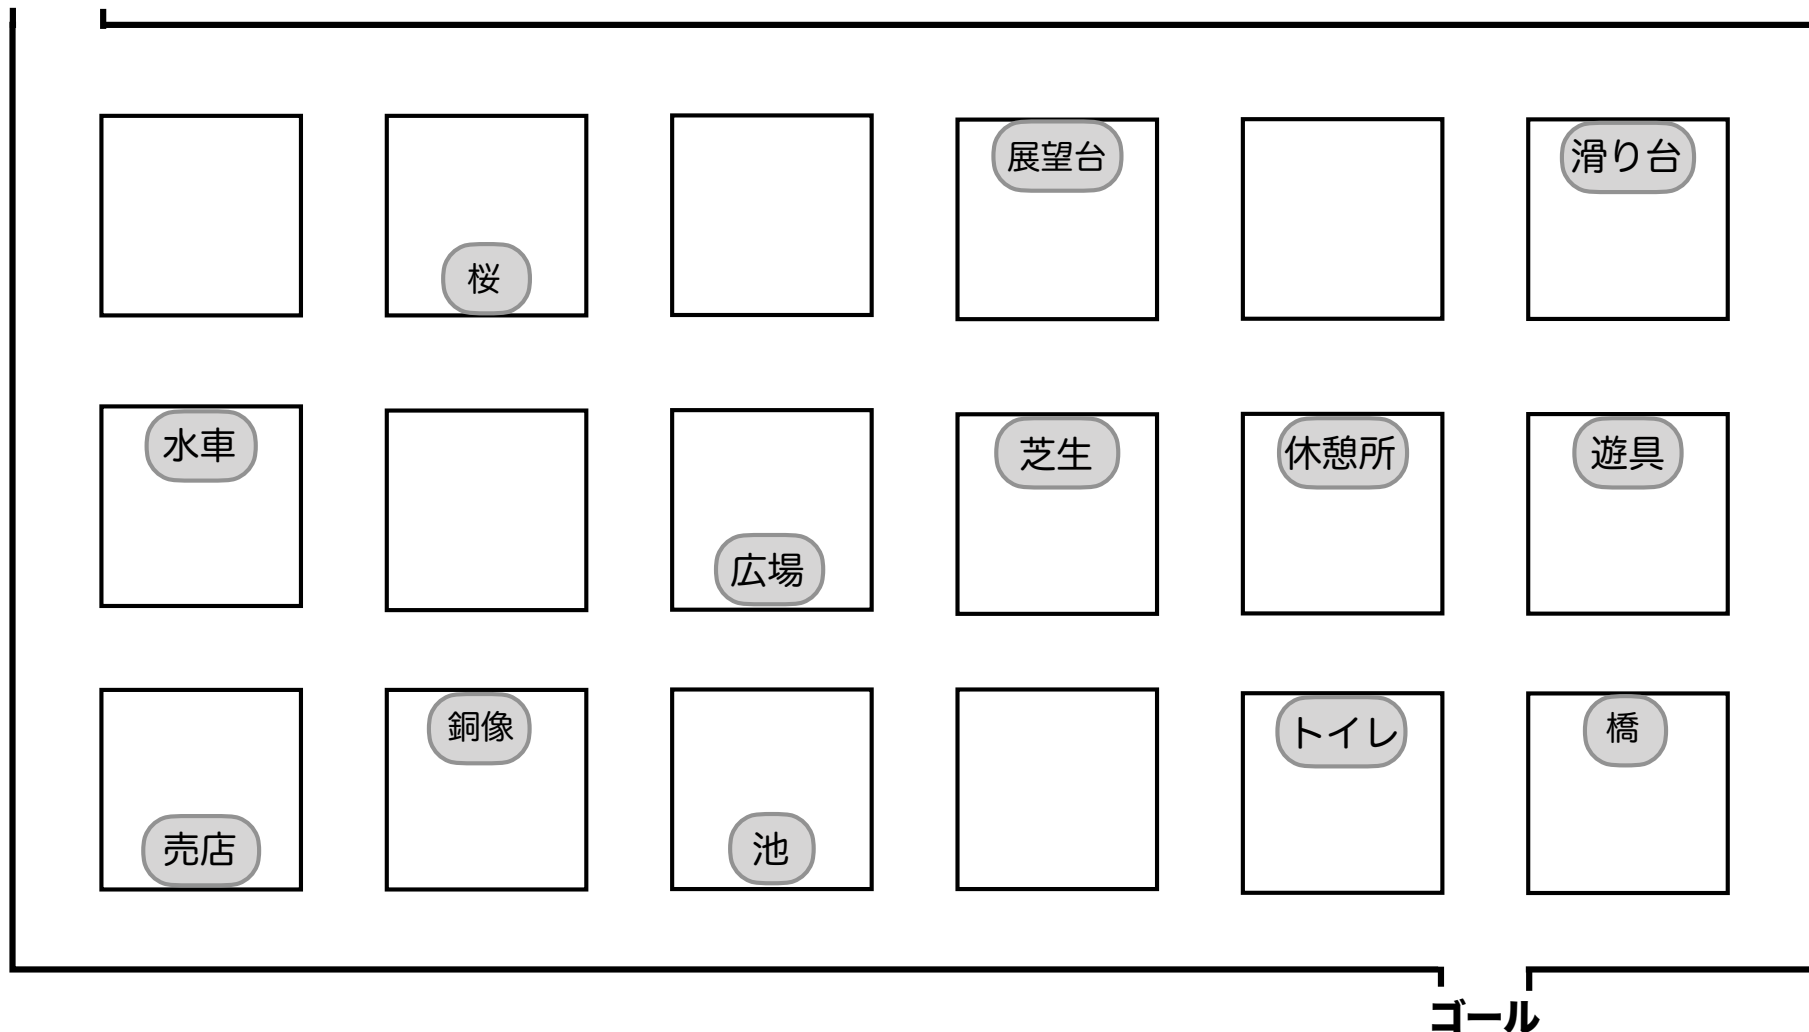 展望台
滑り台
桜
水車
芝生
休憩所
遊具
広場
銅像
トイレ
橋
売店
池
ゴール